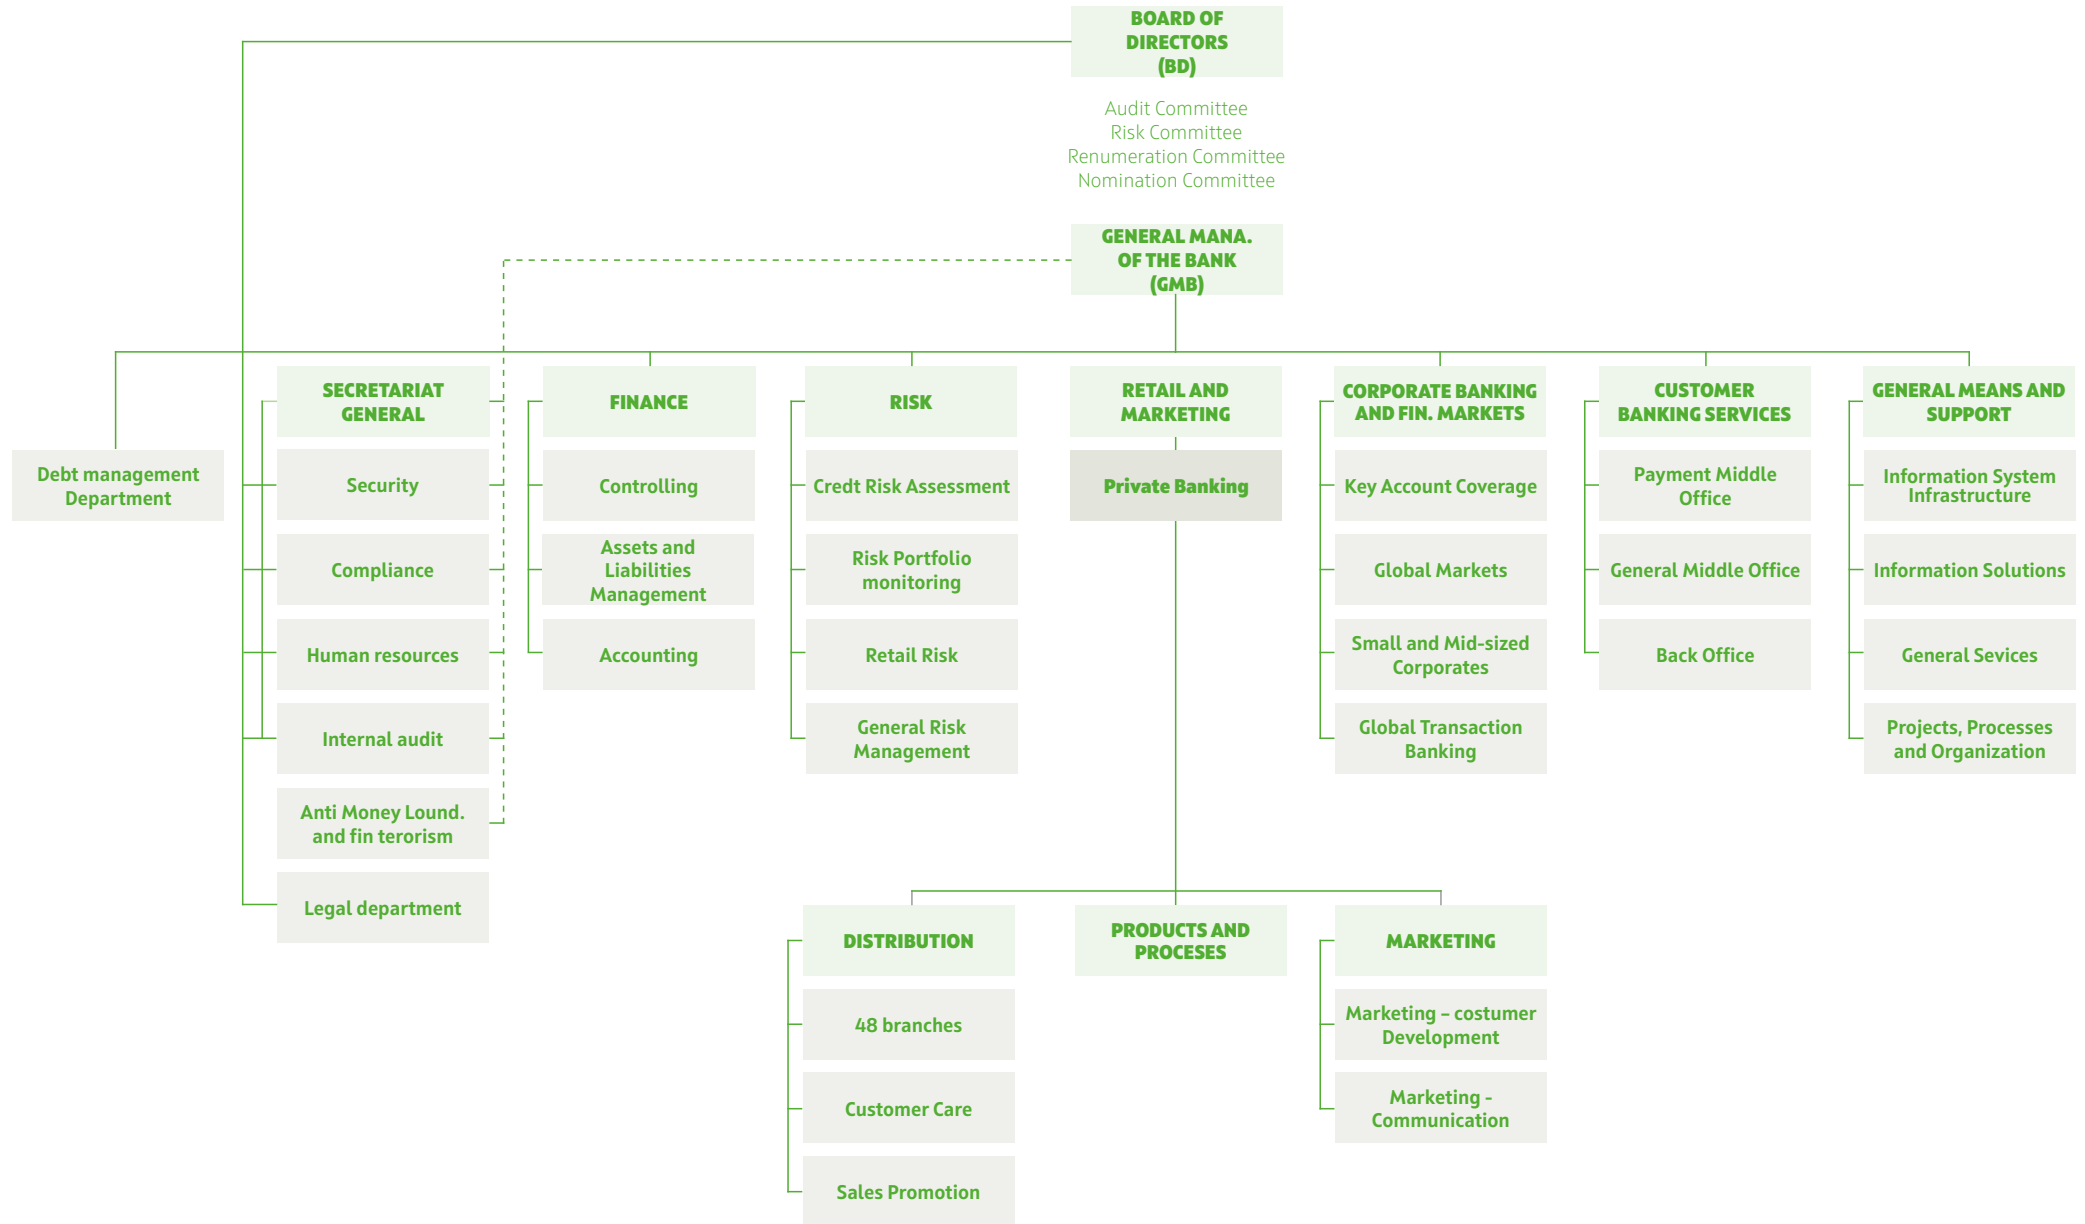 BOARD OF
DIRECTORS
(BD)
Audit Committee
Risk Committee
Renumeration Committee
Nomination Committee
GENERAL MANA.
OF THE BANK
(GMB)
Debt management
Department
SECRETARIAT
GENERAL
Security
Compliance
Human resources
Internal audit
Anti Money Lound.
and fin terorism
Legal department
FINANCE
Controlling
Assets and
Liabilities
Management
Accounting
RISK
Credt Risk Assessment
Risk Portfolio
monitoring
Retail Risk
General Risk
Management
RETAIL AND
MARKETING
Private Banking
CORPORATE BANKING
AND FIN. MARKETS
Key Account Coverage
Global Markets
Small and Mid-sized
Corporates
Global Transaction
Banking
CUSTOMER
BANKING SERVICES
Payment Middle
Office
General Middle Office
Back Office
GENERAL MEANS AND
SUPPORT
Information System
Infrastructure
Information Solutions
General Sevices
Projects, Processes
and Organization
DISTRIBUTION
48 branches
Customer Care
Sales Promotion
PRODUCTS AND
PROCESES
MARKETING
Marketing – costumer
Development
Marketing -
Communication